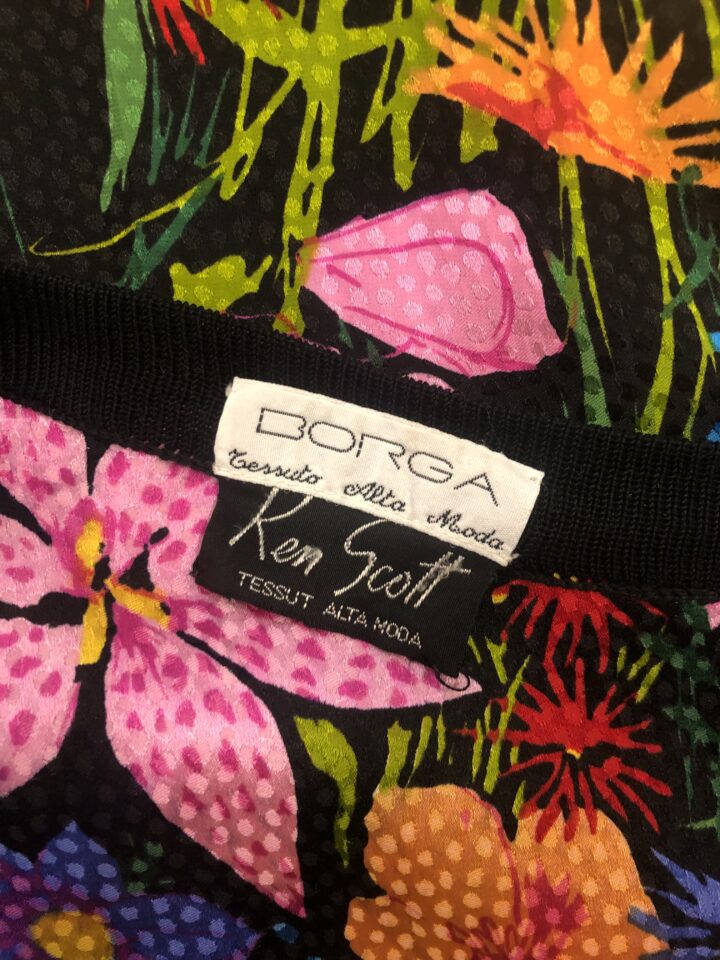 BORGA
Tessuto Alta Moda
Ken Scott
TESSUT ALTA MODA